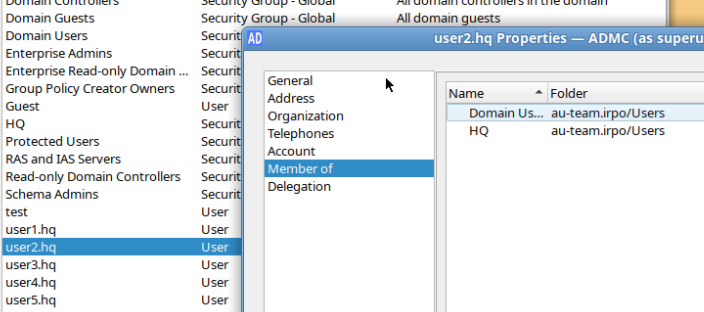 Domain Controllers Security Group - Global All domain controllers in the domain
Domain Guests Security Group - Global All domain guests
Domain Users Securit
Enterprise Admins Securit
Enterprise Read-only Domain ... Securit
Group Policy Creator Owners Securit
Guest User
HQ Securit
Protected Users Securit
RAS and IAS Servers Securit
Read-only Domain Controllers Securit
Schema Admins Securit
test User
user1.hq User
user2.hq User
user3.hq User
user4.hq User
user5.hq User
AD user2.hq Properties — ADMC (as superu
General
Address
Organization
Telephones
Account
Member of
Delegation
Name Folder
Domain Us... au-team.irpo/Users
HQ au-team.irpo/Users